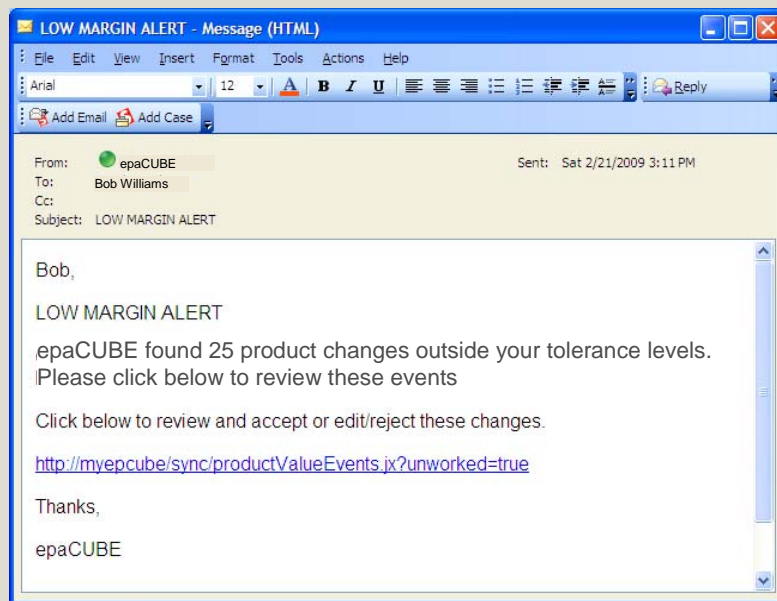 LOW MARGIN ALERT - Message (HTML)
File Edit View Insert Format Tools Actions Help
Arial 12 A B I U Reply
Add Email Add Case
From: epaCUBE Sent: Sat 2/21/2009 3:11 PM
To: Bob Williams
Cc:
Subject: LOW MARGIN ALERT
Bob,
LOW MARGIN ALERT
epaCUBE found 25 product changes outside your tolerance levels.
Please click below to review these events
Click below to review and accept or edit/reject these changes.
http://myepcube/sync/productValueEvents.jx?unworked=true
Thanks,
epaCUBE